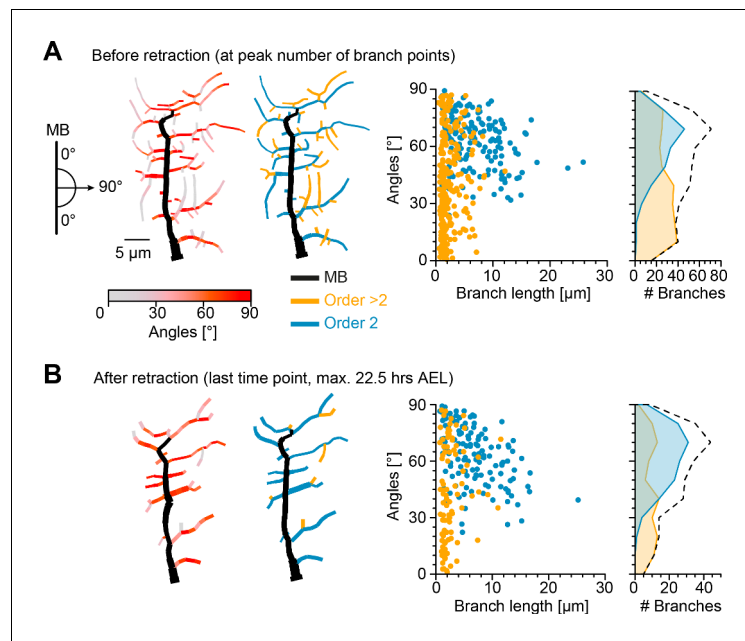 A Before retraction (at peak number of branch points)
MB
0°
90°
0°
5 µm
MB
Order >2
Order 2
0 30 60 90
Angles [°]
90
60
30
0
Angles [°]
0 10 20 30
Branch length [µm]
0 40 80
# Branches
B After retraction (last time point, max. 22.5 hrs AEL)
90
60
30
0
Angles [°]
0 10 20 30
Branch length [µm]
0 20 40
# Branches